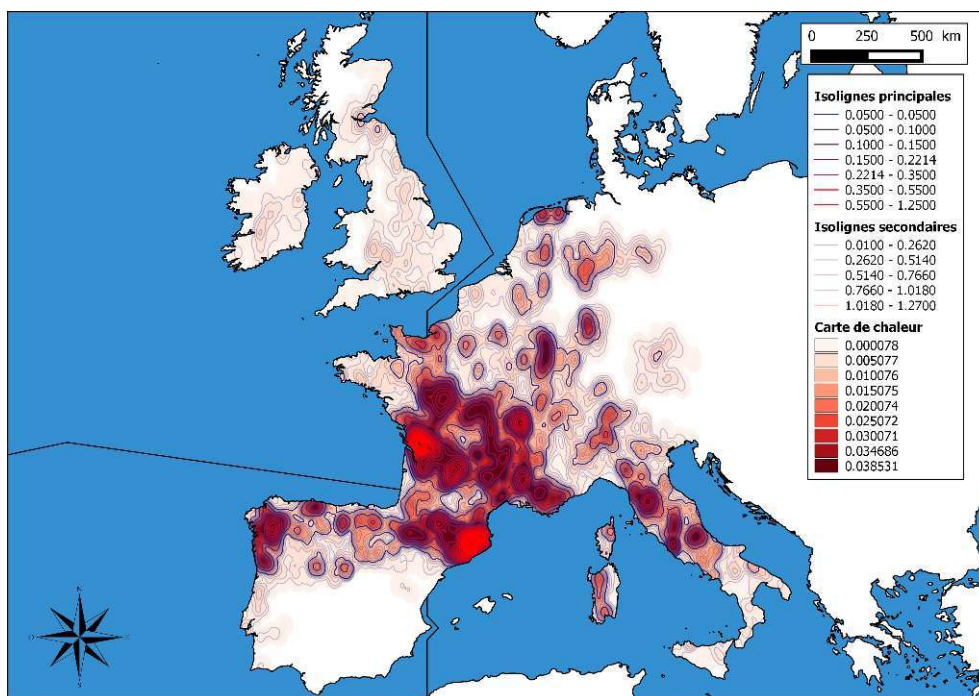 0 250 500 km
Isolignes principales
0.0500 - 0.0500
0.0500 - 0.1000
0.1000 - 0.1500
0.1500 - 0.2214
0.2214 - 0.3500
0.3500 - 0.5500
0.5500 - 1.2500
Isolignes secondaires
0.0100 - 0.2620
0.2620 - 0.5140
0.5140 - 0.7660
0.7660 - 1.0180
1.0180 - 1.2700
Carte de chaleur
0.000078
0.005077
0.010076
0.015075
0.020074
0.025072
0.030071
0.034686
0.038531